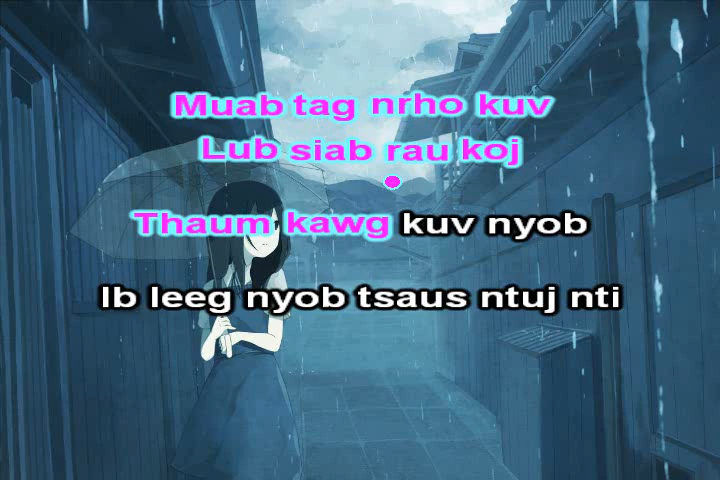 Muab tag nrho kuv
Lub siab rau koj
Thaum kawg kuv nyob
Ib leeg nyob tsaus ntuj nti